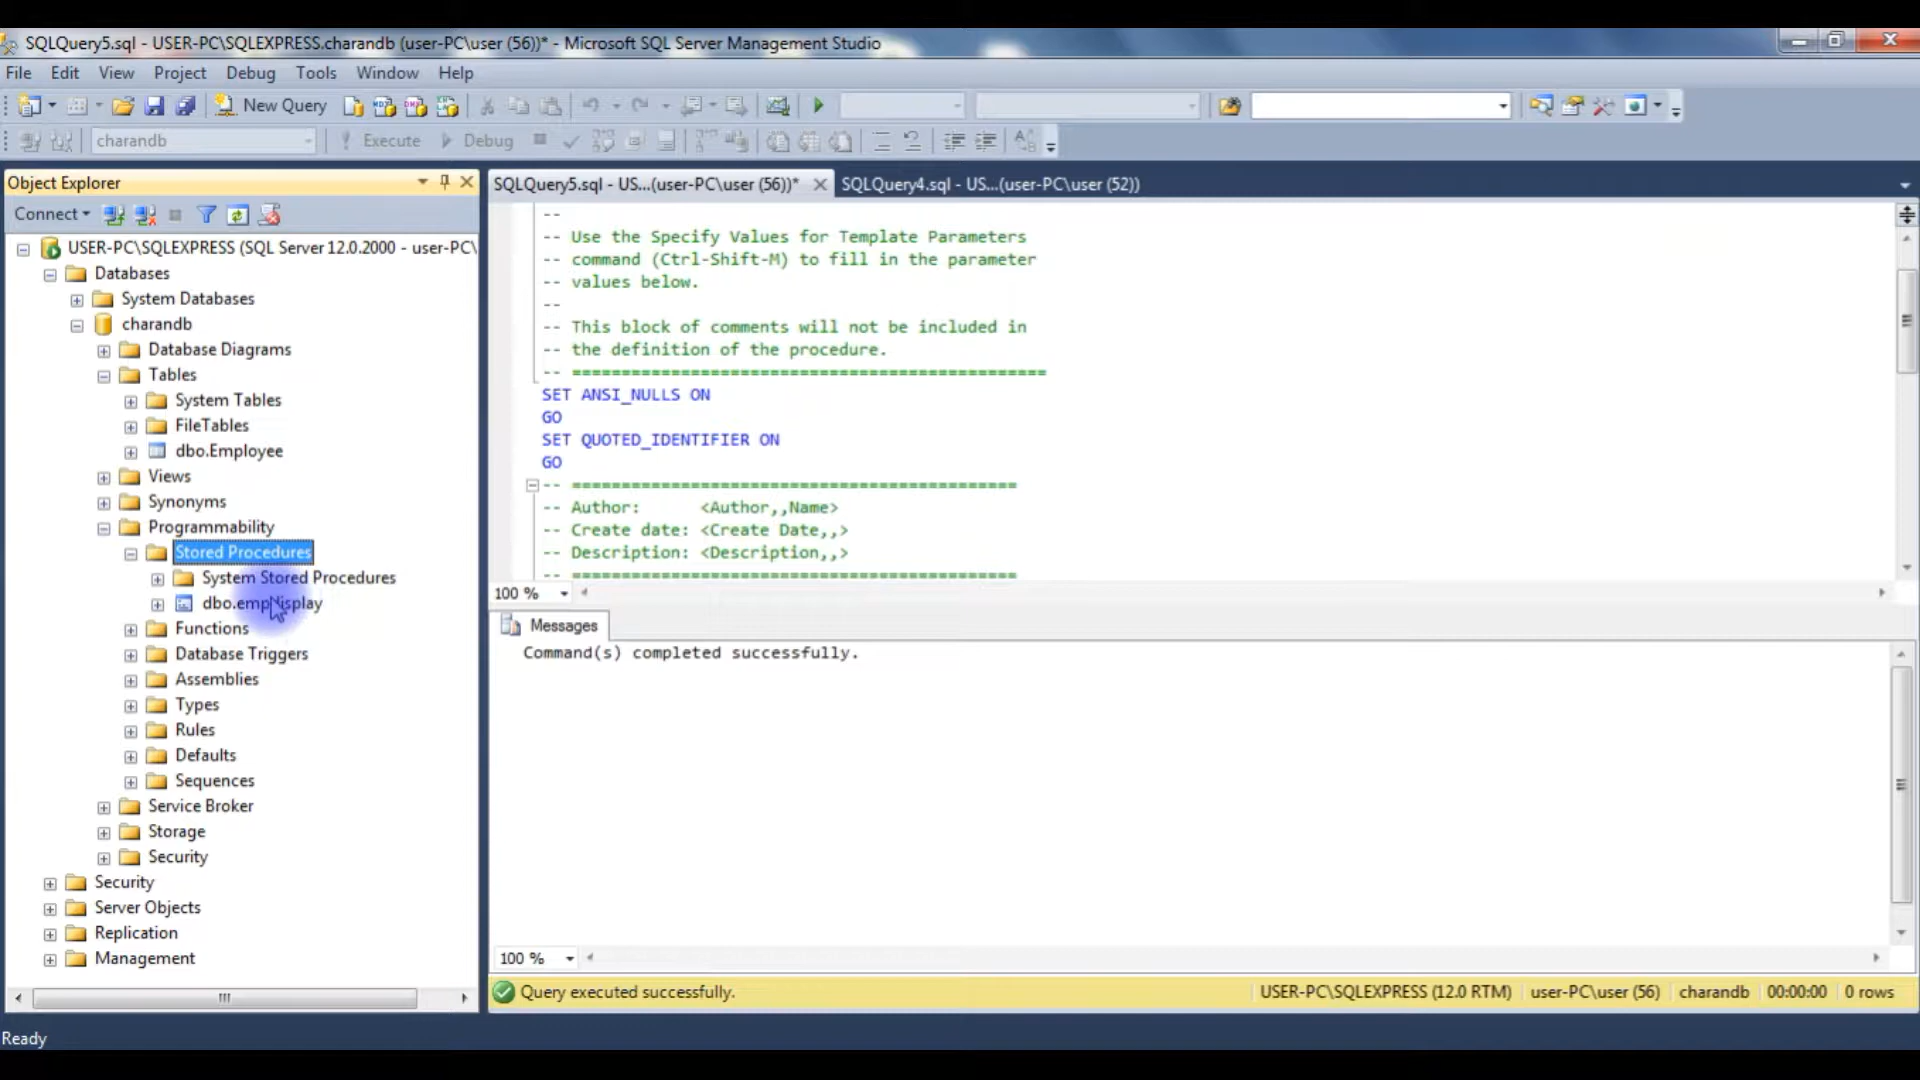 SQLQuery5.sql - USER-PC\SQLEXPRESS.charandb (user-PC\user (56))* - Microsoft SQL Server Management Studio
File Edit View Project Debug Tools Window Help
New Query
charandb Execute Debug
Object Explorer
Connect
USER-PC\SQLEXPRESS (SQL Server 12.0.2000 - user-PC\
Databases
System Databases
charandb
Database Diagrams
Tables
System Tables
FileTables
dbo.Employee
Views
Synonyms
Programmability
Stored Procedures
System Stored Procedures
dbo.empdisplay
Functions
Database Triggers
Assemblies
Types
Rules
Defaults
Sequences
Service Broker
Storage
Security
Security
Server Objects
Replication
Management
SQLQuery5.sql - US...(user-PC\user (56))* SQLQuery4.sql - US...(user-PC\user (52))
--
-- Use the Specify Values for Template Parameters
-- command (Ctrl-Shift-M) to fill in the parameter
-- values below.
--
-- This block of comments will not be included in
-- the definition of the procedure.
-- ================================================
SET ANSI_NULLS ON
GO
SET QUOTED_IDENTIFIER ON
GO
-- =============================================
-- Author: <Author,,Name>
-- Create date: <Create Date,,>
-- Description: <Description,,>
-- =============================================
100 %
Messages
Command(s) completed successfully.
100 %
Query executed successfully. USER-PC\SQLEXPRESS (12.0 RTM) user-PC\user (56) charandb 00:00:00 0 rows
Ready